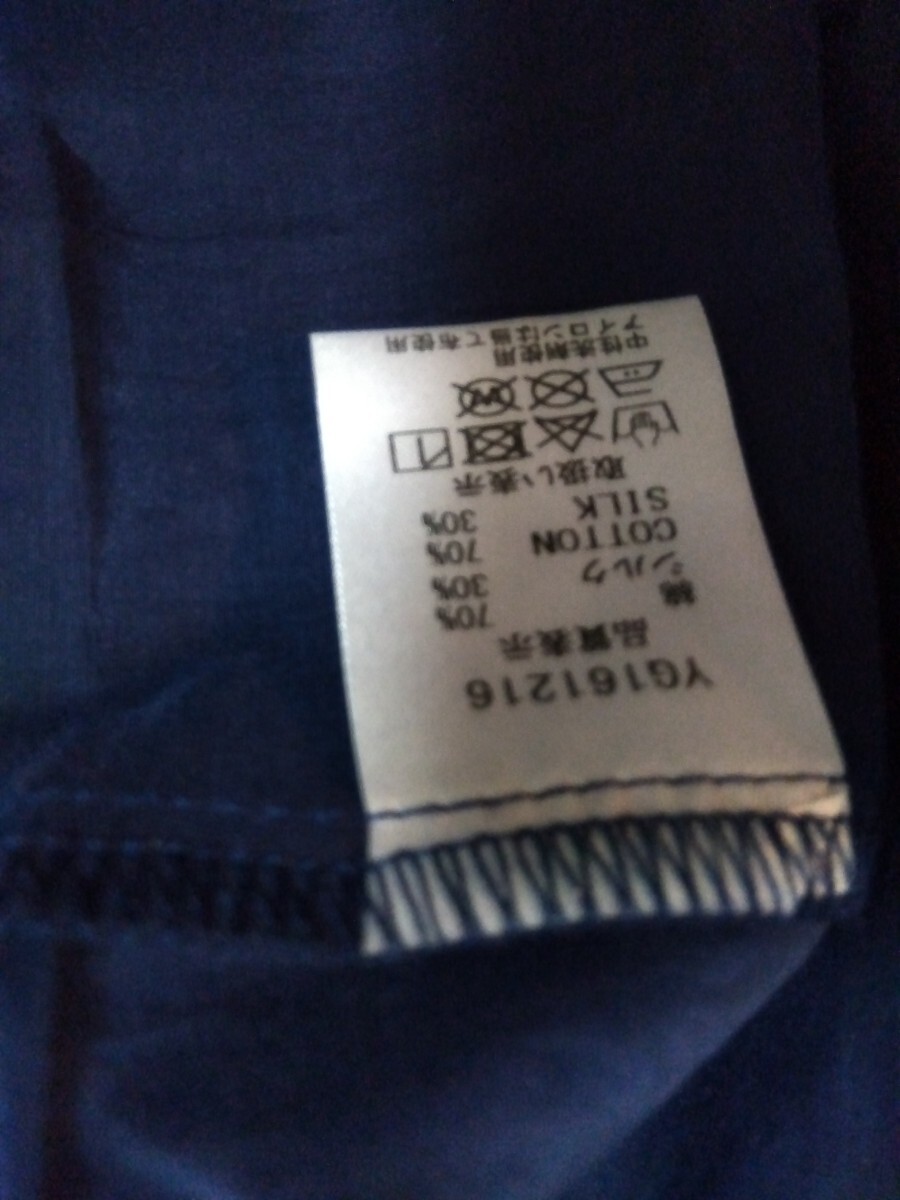 YG161216
品質表示
綿 70%
シルク 30%
COTTON 70%
SILK 30%
取扱い表示
W
中性洗剤使用
アイロンは当て布使用